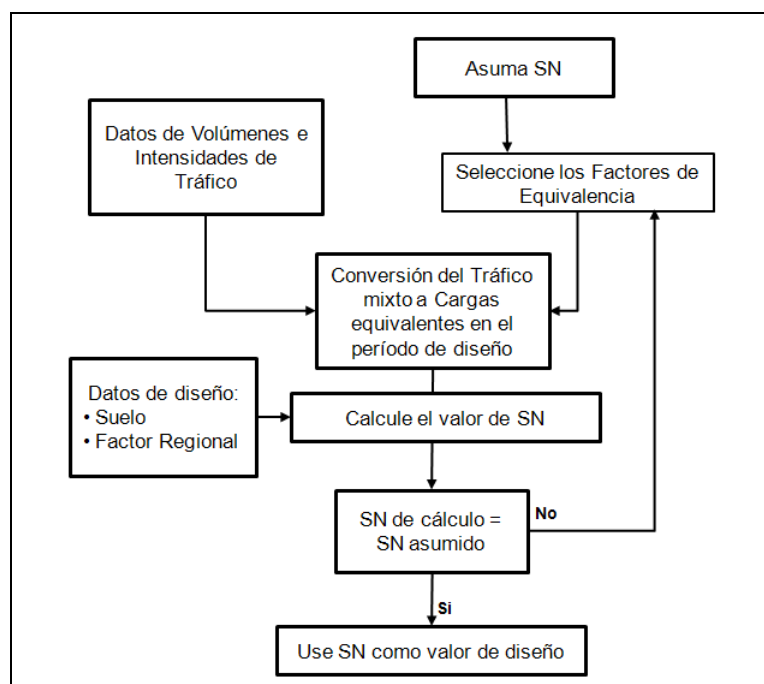 Asuma SN
Datos de Volúmenes e
Intensidades de
Tráfico
Seleccione los Factores de
Equivalencia
Conversión del Tráfico
mixto a Cargas
equivalentes en el
período de diseño
Datos de diseño:
• Suelo
• Factor Regional
Calcule el valor de SN
SN de cálculo =
SN asumido
No
Si
Use SN como valor de diseño